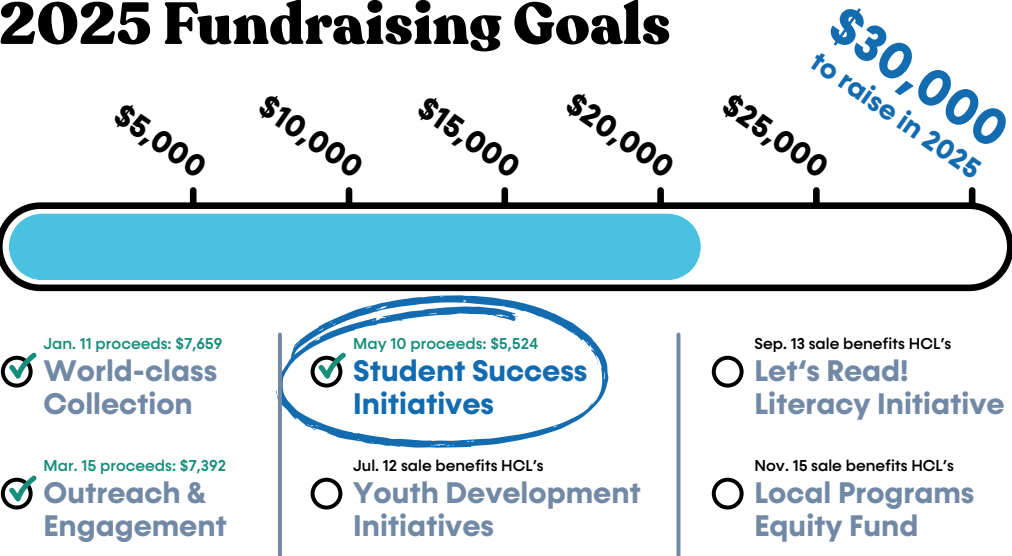 2025 Fundraising Goals
$30,000
to raise in 2025
$5,000
$10,000
$15,000
$20,000
$25,000
Jan. 11 proceeds: $7,659
World-class
Collection
Mar. 15 proceeds: $7,392
Outreach &
Engagement
May 10 proceeds: $5,524
Student Success
Initiatives
Jul. 12 sale benefits HCL's
Youth Development
Initiatives
Sep. 13 sale benefits HCL's
Let's Read!
Literacy Initiative
Nov. 15 sale benefits HCL's
Local Programs
Equity Fund